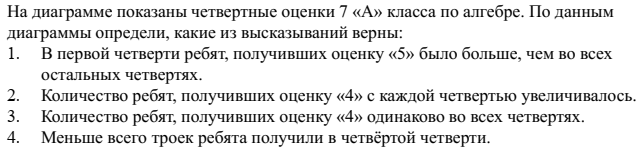 На диаграмме показаны четвертные оценки 7 «А» класса по алгебре. По данным
диаграммы определи, какие из высказываний верны:
1. В первой четверти ребят, получивших оценку «5» было больше, чем во всех
остальных четвертях.
2. Количество ребят, получивших оценку «4» с каждой четвертью увеличивалось.
3. Количество ребят, получивших оценку «4» одинаково во всех четвертях.
4. Меньше всего троек ребята получили в четвёртой четверти.